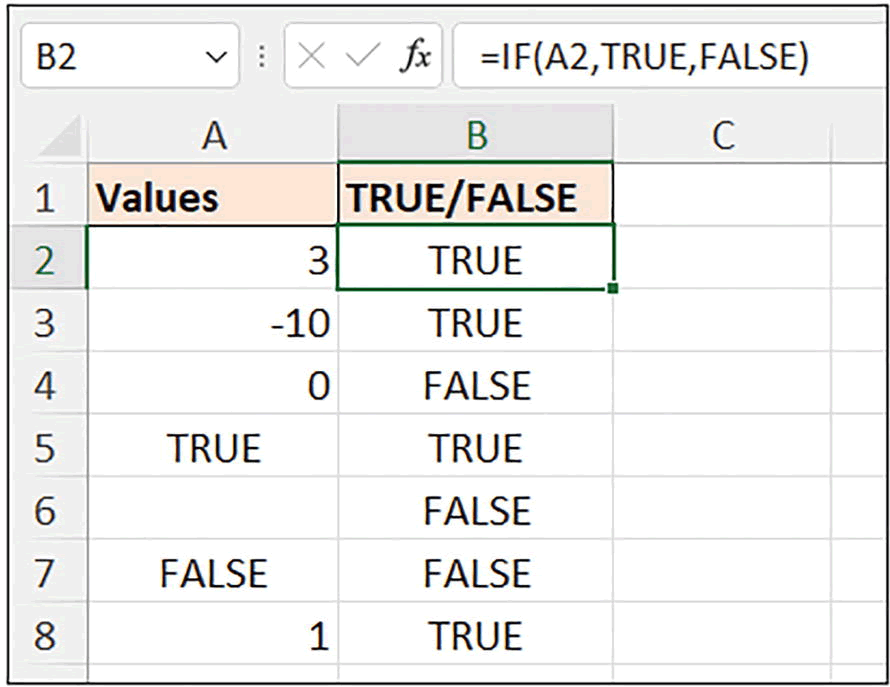 B2 fx =IF(A2,TRUE,FALSE)
A B C
1 Values TRUE/FALSE
2 3 TRUE
3 -10 TRUE
4 0 FALSE
5 TRUE TRUE
6 FALSE
7 FALSE FALSE
8 1 TRUE